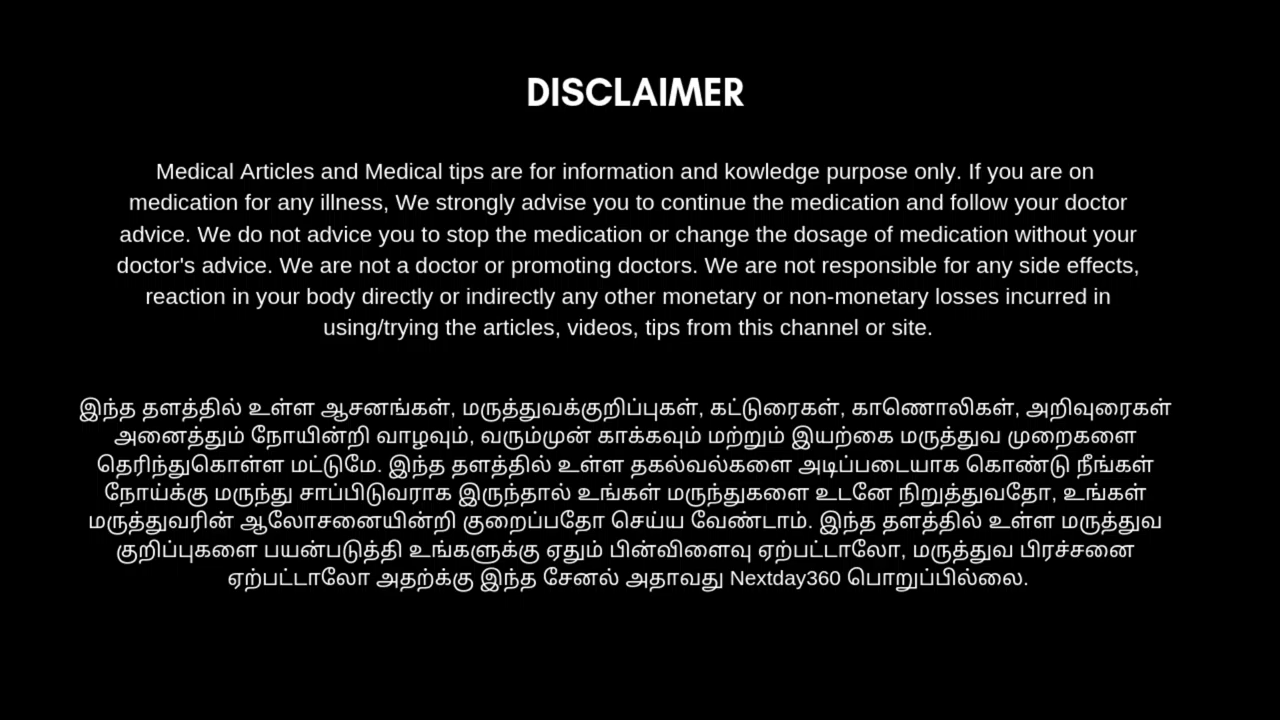 DISCLAIMER
Medical Articles and Medical tips are for information and kowledge purpose only. If you are on
medication for any illness, We strongly advise you to continue the medication and follow your doctor
advice. We do not advice you to stop the medication or change the dosage of medication without your
doctor's advice. We are not a doctor or promoting doctors. We are not responsible for any side effects,
reaction in your body directly or indirectly any other monetary or non-monetary losses incurred in
using/trying the articles, videos, tips from this channel or site.
இந்த தளத்தில் உள்ள ஆசனங்கள், மருத்துவக்குறிப்புகள், கட்டுரைகள், காணொலிகள், அறிவுரைகள்
அனைத்தும் நோயின்றி வாழவும், வரும்முன் காக்கவும் மற்றும் இயற்கை மருத்துவ முறைகளை
தெரிந்துகொள்ள மட்டுமே. இந்த தளத்தில் உள்ள தகல்வல்களை அடிப்படையாக கொண்டு நீங்கள்
நோய்க்கு மருந்து சாப்பிடுவராக இருந்தால் உங்கள் மருந்துகளை உடனே நிறுத்துவதோ, உங்கள்
மருத்துவரின் ஆலோசனையின்றி குறைப்பதோ செய்ய வேண்டாம். இந்த தளத்தில் உள்ள மருத்துவ
குறிப்புகளை பயன்படுத்தி உங்களுக்கு ஏதும் பின்விளைவு ஏற்பட்டாலோ, மருத்துவ பிரச்சனை
ஏற்பட்டாலோ அதற்க்கு இந்த சேனல் அதாவது Nextday360 பொறுப்பில்லை.